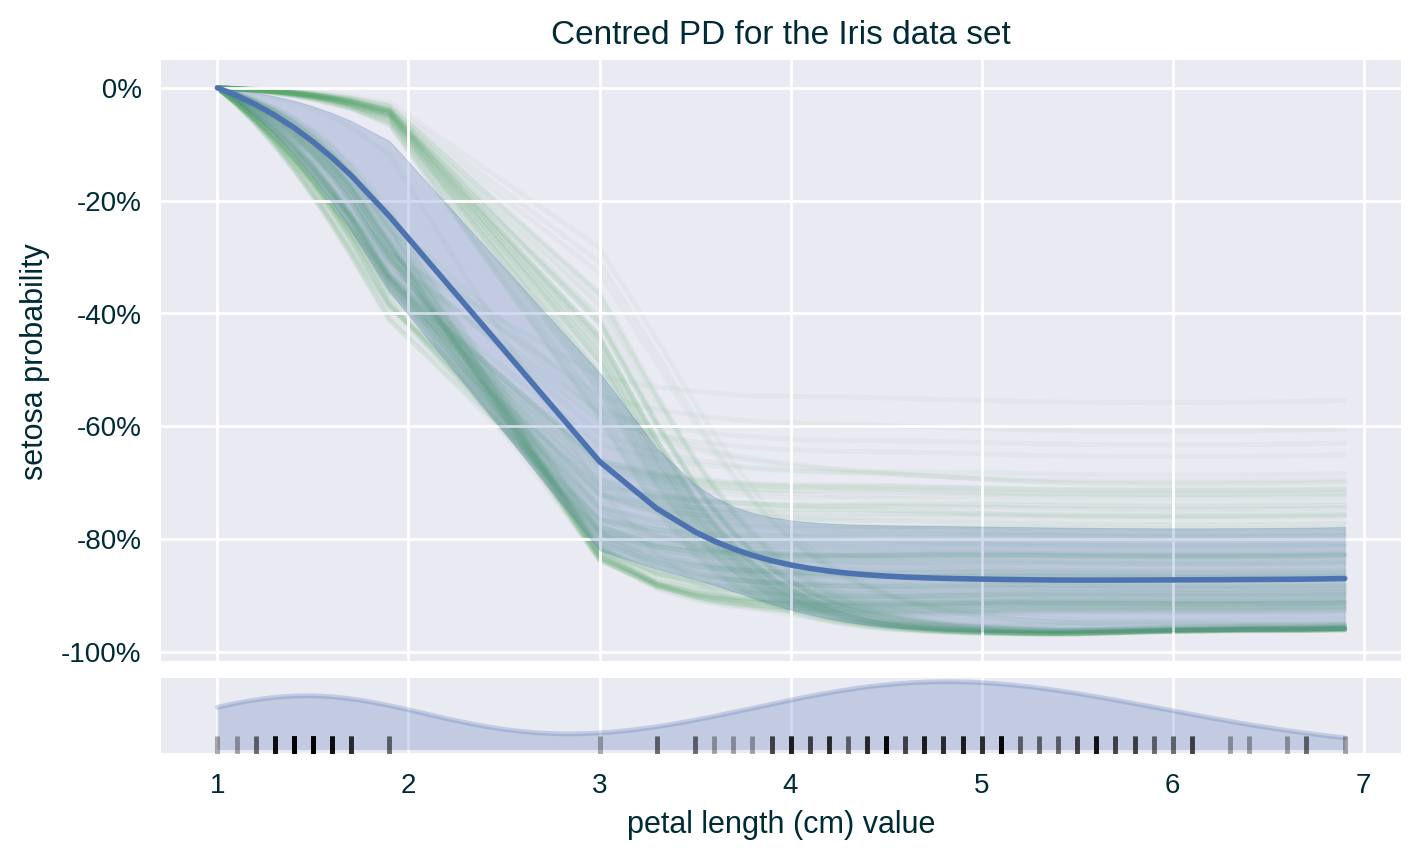 Centred PD for the Iris data set
0%
-20%
-40%
-60%
-80%
-100%
setosa probability
1 2 3 4 5 6 7
petal length (cm) value